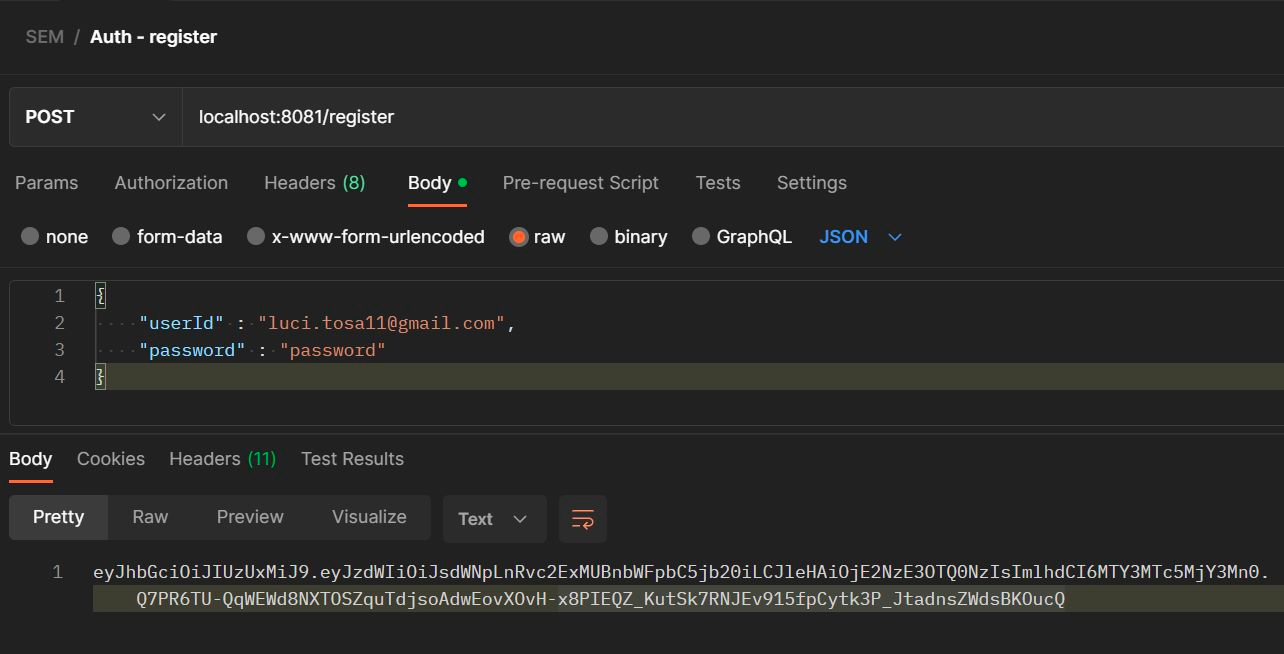 SEM / Auth - register
POST localhost:8081/register
Params Authorization Headers (8) Body Pre-request Script Tests Settings
none form-data x-www-form-urlencoded raw binary GraphQL JSON
1 {
2 "userId" : "luci.tosa11@gmail.com",
3 "password" : "password"
4 }
Body Cookies Headers (11) Test Results
Pretty Raw Preview Visualize Text
1 eyJhbGciOiJIUzUxMiJ9.eyJzdWIiOiJsdWNpLnRvc2ExMUBnbWFpbC5jb20iLCJleHAiOjE2NzE3OTQ0NzIsImlhdCI6MTY3MTc5MjY3Mn0.
Q7PR6TU-QqWEWd8NXTOSZquTdjsoAdwEovXOvH-x8PIEQZ_KutSk7RNJEv915fpCytk3P_JtadnsZWdsBKOucQ